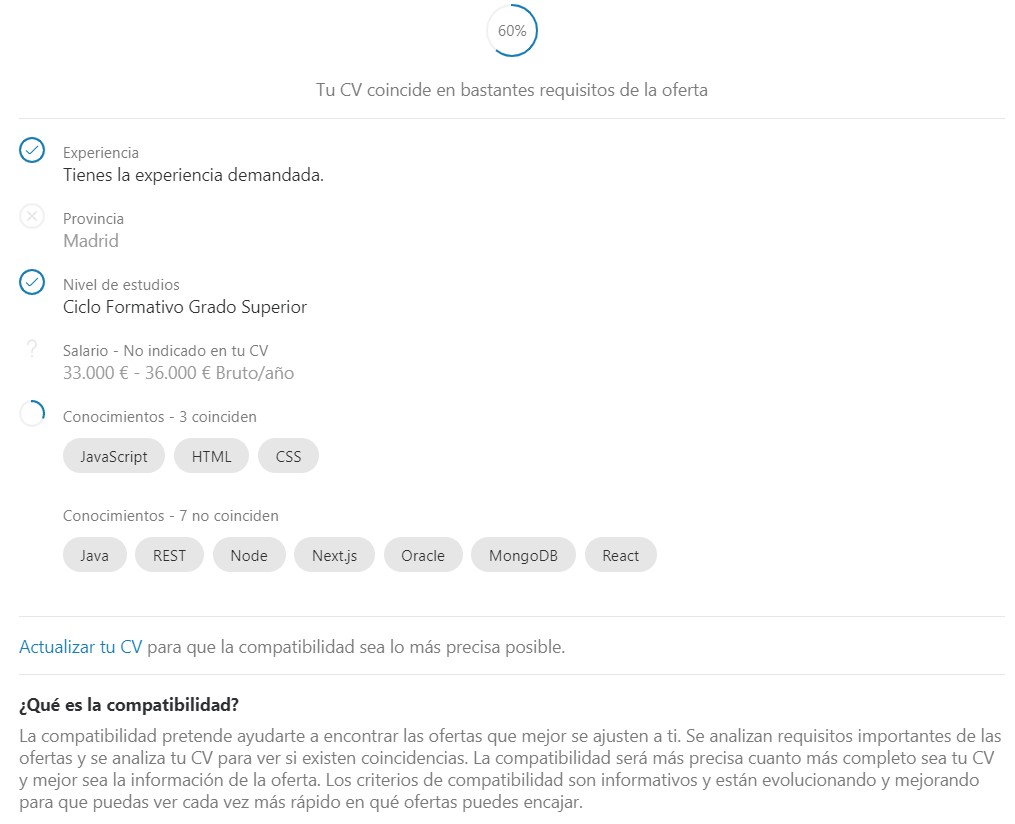 60%
Tu CV coincide en bastantes requisitos de la oferta
Experiencia
Tienes la experiencia demandada.
Provincia
Madrid
Nivel de estudios
Ciclo Formativo Grado Superior
?
Salario - No indicado en tu CV
33.000 € - 36.000 € Bruto/año
Conocimientos - 3 coinciden
JavaScript HTML CSS
Conocimientos - 7 no coinciden
Java REST Node Next.js Oracle MongoDB React
Actualizar tu CV para que la compatibilidad sea lo más precisa posible.
¿Qué es la compatibilidad?
La compatibilidad pretende ayudarte a encontrar las ofertas que mejor se ajusten a ti. Se analizan requisitos importantes de las
ofertas y se analiza tu CV para ver si existen coincidencias. La compatibilidad será más precisa cuanto más completo sea tu CV
y mejor sea la información de la oferta. Los criterios de compatibilidad son informativos y están evolucionando y mejorando
para que puedas ver cada vez más rápido en qué ofertas puedes encajar.